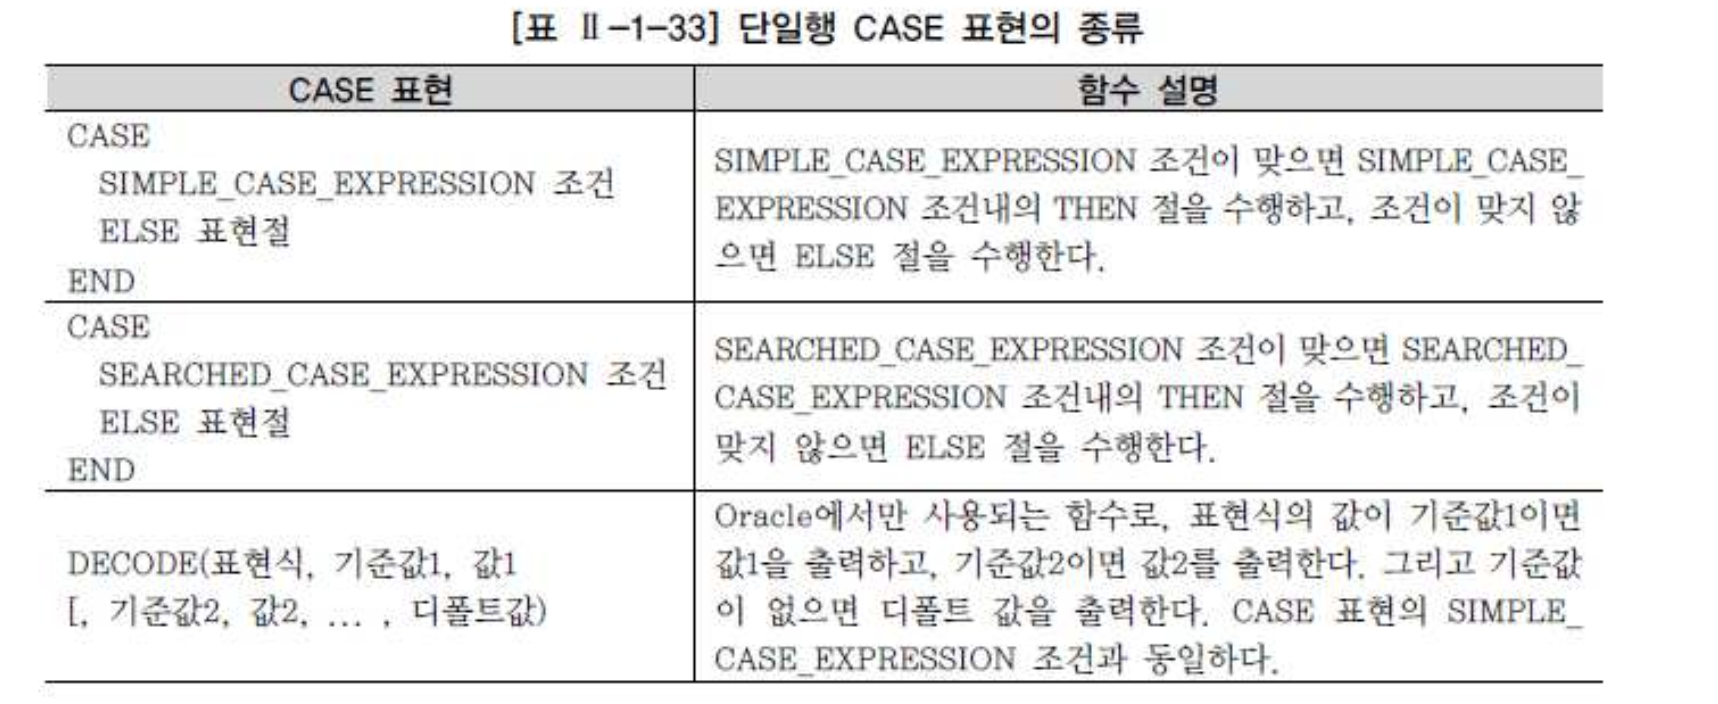 [표 Ⅱ-1-33] 단일행 CASE 표현의 종류
CASE 표현
함수 설명
CASE
SIMPLE_CASE_EXPRESSION 조건
ELSE 표현절
END
SIMPLE_CASE_EXPRESSION 조건이 맞으면 SIMPLE_CASE_
EXPRESSION 조건내의 THEN 절을 수행하고, 조건이 맞지 않
으면 ELSE 절을 수행한다.
CASE
SEARCHED_CASE_EXPRESSION 조건
ELSE 표현절
END
SEARCHED_CASE_EXPRESSION 조건이 맞으면 SEARCHED_
CASE_EXPRESSION 조건내의 THEN 절을 수행하고, 조건이
맞지 않으면 ELSE 절을 수행한다.
DECODE(표현식, 기준값1, 값1
[, 기준값2, 값2, ... , 디폴트값)
Oracle에서만 사용되는 함수로, 표현식의 값이 기준값1이면
값1을 출력하고, 기준값2이면 값2를 출력한다. 그리고 기준값
이 없으면 디폴트 값을 출력한다. CASE 표현의 SIMPLE_
CASE_EXPRESSION 조건과 동일하다.